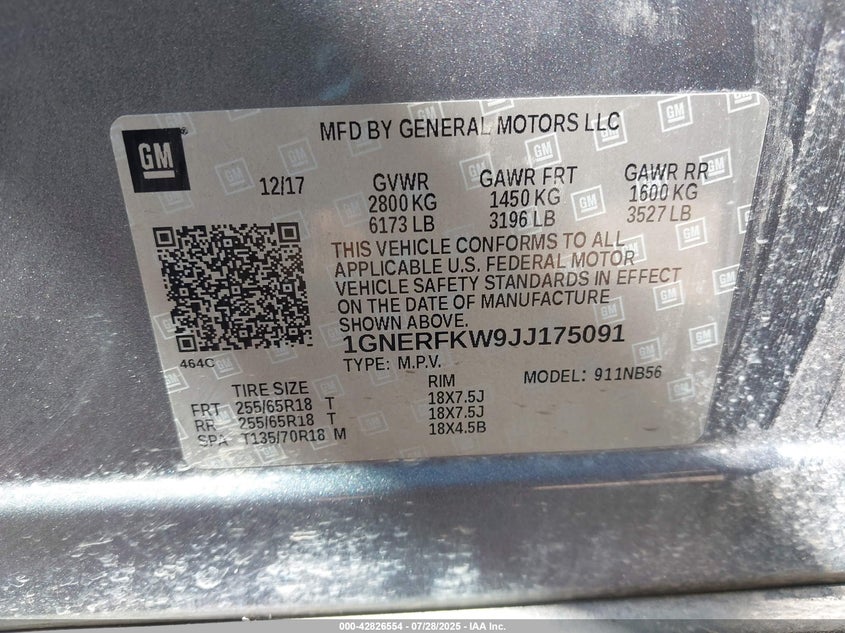 GM
MFD BY GENERAL MOTORS LLC
12/17 GVWR GAWR FRT GAWR RR
2800 KG 1450 KG 1600 KG
6173 LB 3196 LB 3527 LB
THIS VEHICLE CONFORMS TO ALL
APPLICABLE U.S. FEDERAL MOTOR
VEHICLE SAFETY STANDARDS IN EFFECT
ON THE DATE OF MANUFACTURE
SHOWN ABOVE.
1GNERFKW9JJ175091
464C
TYPE: M.P.V.
TIRE SIZE RIM MODEL: 911NB56
FRT 255/65R18 T 18X7.5J
RR 255/65R18 T 18X7.5J
SPA T135/70R18 M 18X4.5B
000-42826554 / 07/28/2025 - IAA Inc.